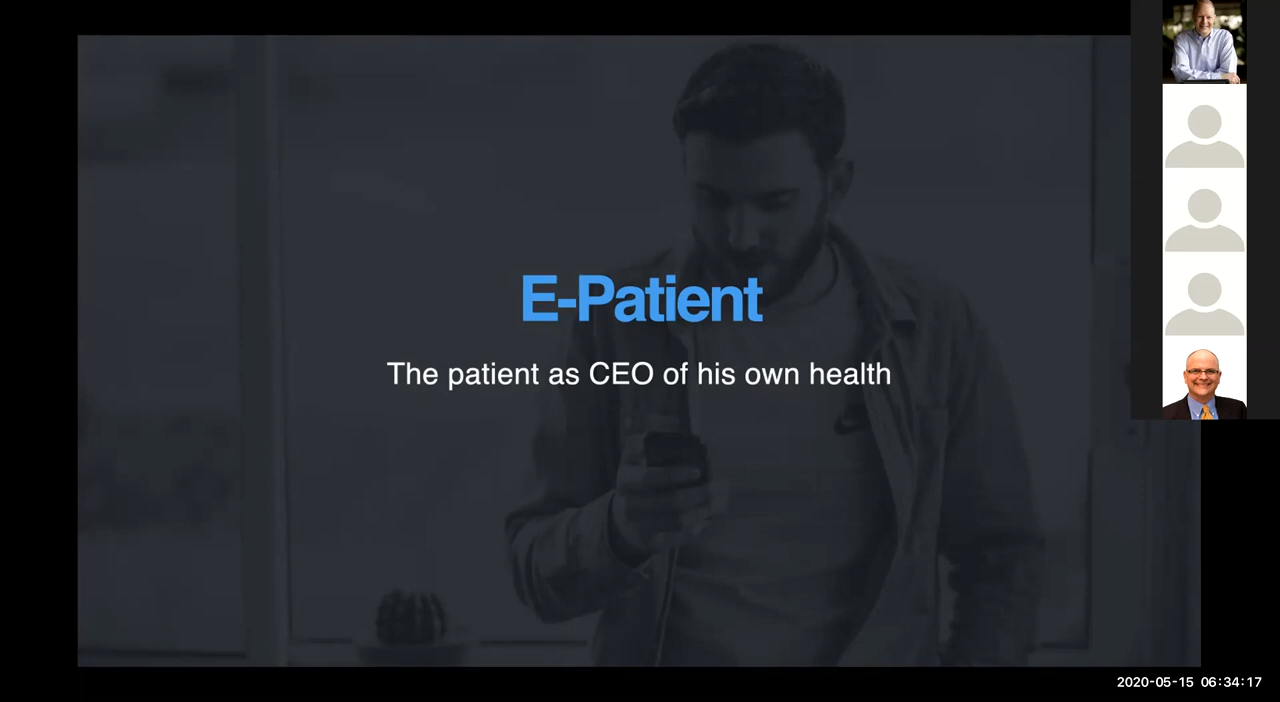 E-Patient
The patient as CEO of his own health
2020-05-15 06:34:17